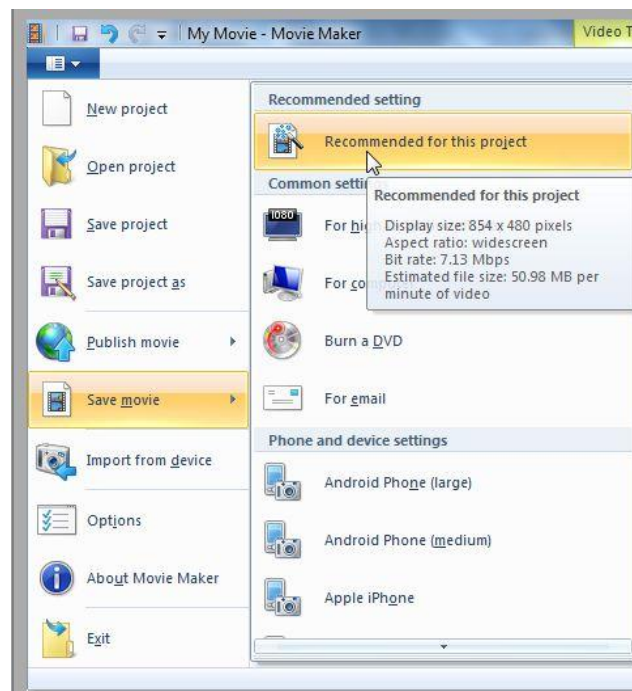 My Movie - Movie Maker
Video T
New project
Open project
Save project
Save project as
Publish movie
Save movie
Import from device
Options
About Movie Maker
Exit
Recommended setting
Recommended for this project
Common setti
Recommended for this project
Display size: 854 x 480 pixels
Aspect ratio: widescreen
Bit rate: 7.13 Mbps
Estimated file size: 50.98 MB per
minute of video
1080
For hig
For co
Burn a DVD
For email
Phone and device settings
Android Phone (large)
Android Phone (medium)
Apple iPhone